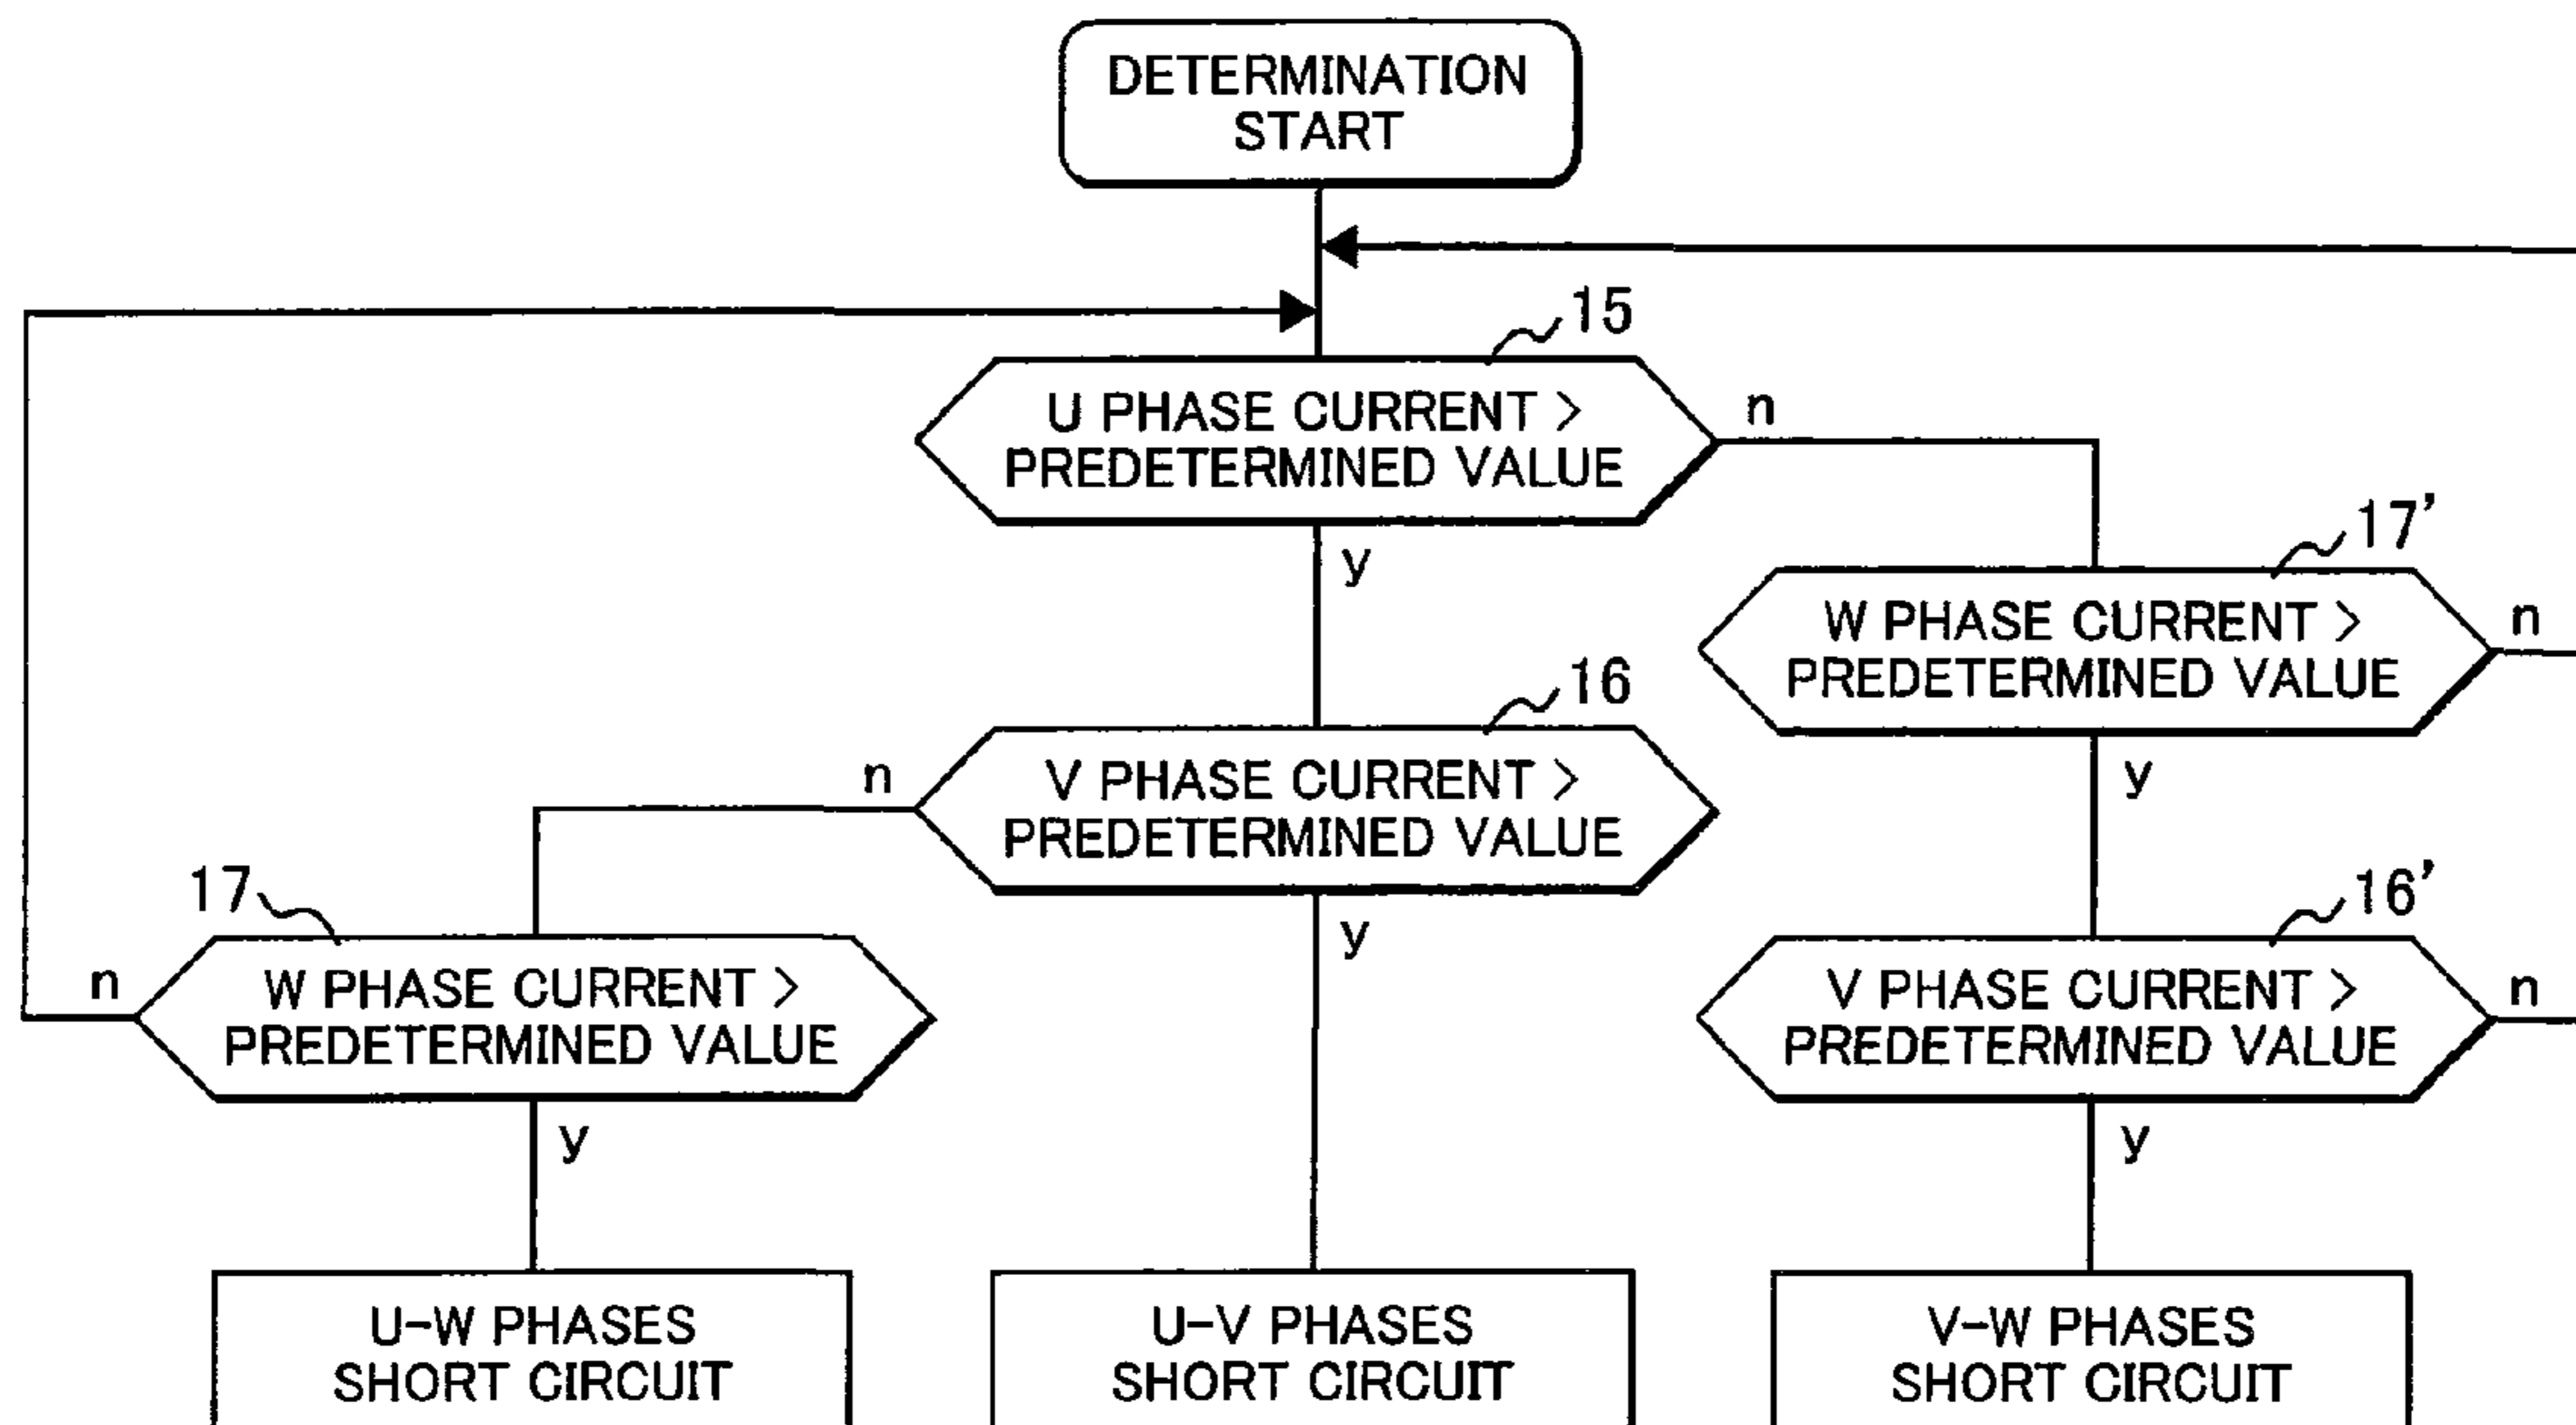 DETERMINATION
START
15
U PHASE CURRENT >
PREDETERMINED VALUE
n
y
17'
W PHASE CURRENT >
PREDETERMINED VALUE
n
y
16
V PHASE CURRENT >
PREDETERMINED VALUE
n
y
17
W PHASE CURRENT >
PREDETERMINED VALUE
n
y
16'
V PHASE CURRENT >
PREDETERMINED VALUE
n
y
U-W PHASES
SHORT CIRCUIT
U-V PHASES
SHORT CIRCUIT
V-W PHASES
SHORT CIRCUIT